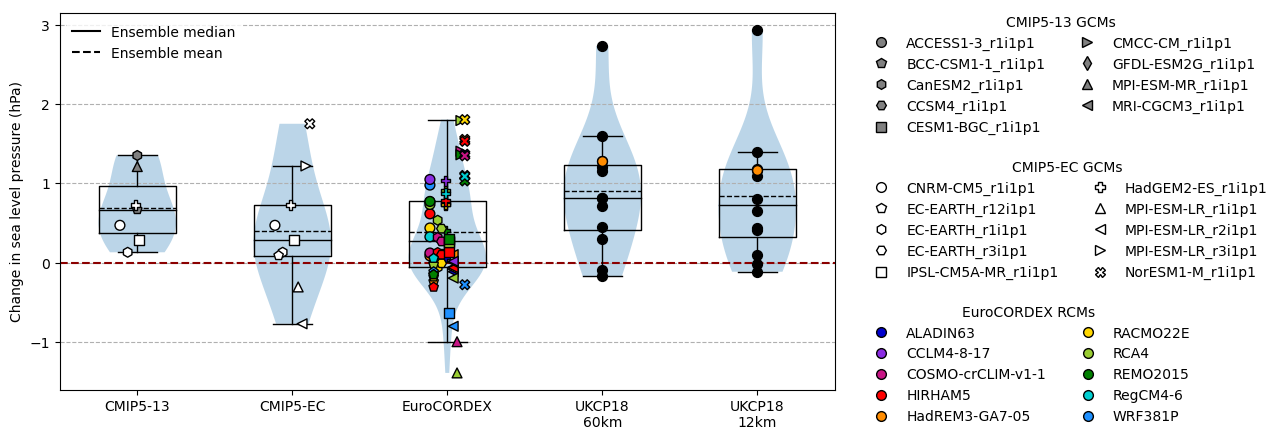 Change in sea level pressure (hPa)
3
2
1
0
−1
Ensemble median
Ensemble mean
CMIP5-13
CMIP5-EC
EuroCORDEX
UKCP18
60km
UKCP18
12km
CMIP5-13 GCMs
ACCESS1-3_r1i1p1
BCC-CSM1-1_r1i1p1
CanESM2_r1i1p1
CCSM4_r1i1p1
CESM1-BGC_r1i1p1
CMCC-CM_r1i1p1
GFDL-ESM2G_r1i1p1
MPI-ESM-MR_r1i1p1
MRI-CGCM3_r1i1p1
CMIP5-EC GCMs
CNRM-CM5_r1i1p1
EC-EARTH_r12i1p1
EC-EARTH_r1i1p1
EC-EARTH_r3i1p1
IPSL-CM5A-MR_r1i1p1
HadGEM2-ES_r1i1p1
MPI-ESM-LR_r1i1p1
MPI-ESM-LR_r2i1p1
MPI-ESM-LR_r3i1p1
NorESM1-M_r1i1p1
EuroCORDEX RCMs
ALADIN63
CCLM4-8-17
COSMO-crCLIM-v1-1
HIRHAM5
HadREM3-GA7-05
RACMO22E
RCA4
REMO2015
RegCM4-6
WRF381P